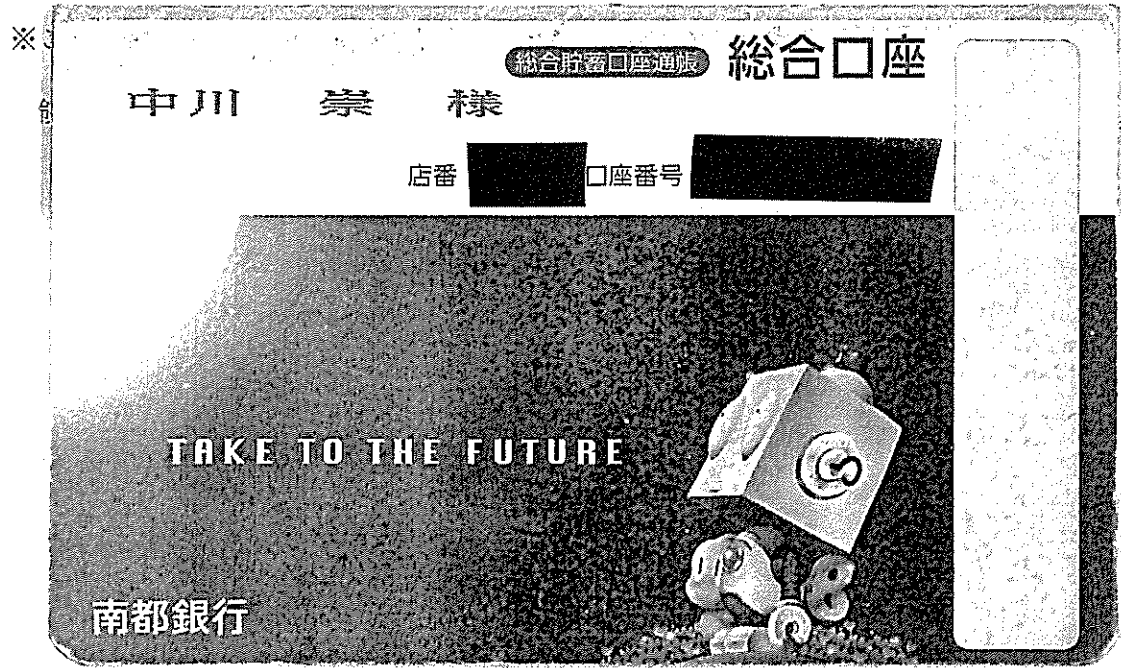 ※
総合貯蓄口座通帳 総合口座
中川 崇 様
店番 口座番号
TAKE TO THE FUTURE
南都銀行